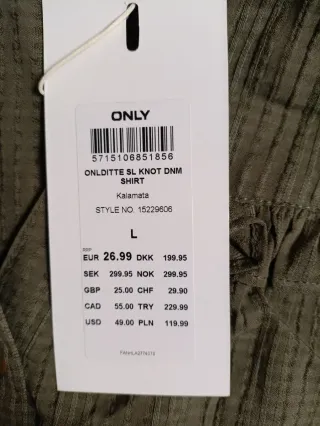 ONLY
5715106851856
ONLDITTE SL KNOT DNM
SHIRT
Kalamata
STYLE NO. 15229606
L
REF:
EUR 26.99 DKK 199.95
SEK 299.95 NOK 299.95
GBP 25.00 CHF 29.90
CAD 55.00 TRY 229.99
USD 49.00 PLN 119.99